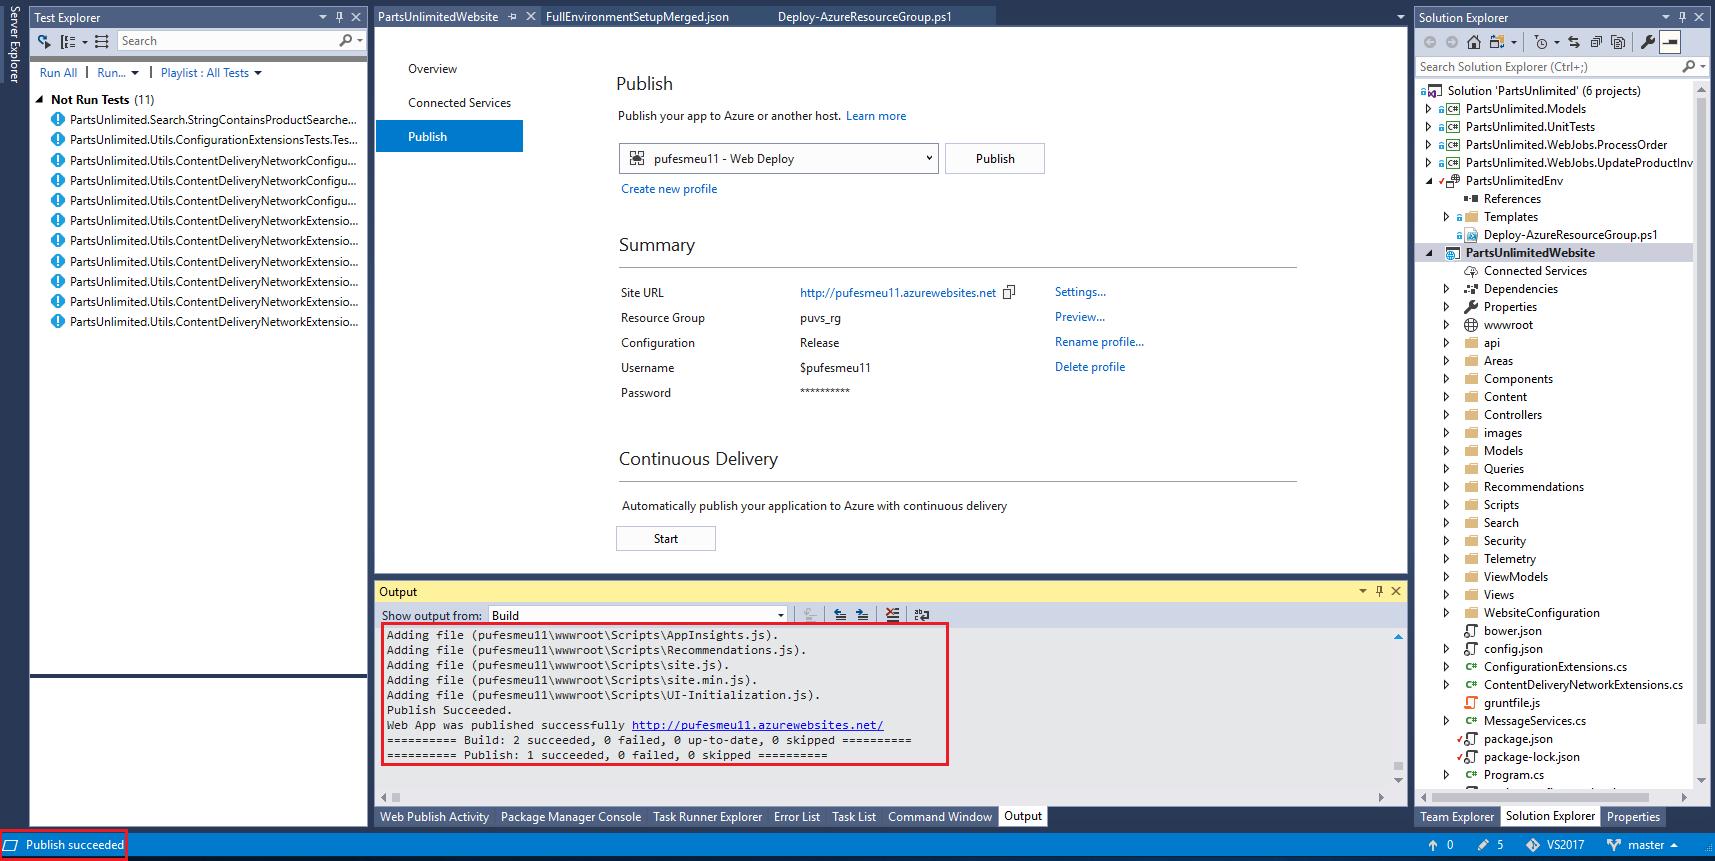 Server Explorer
Test Explorer
Search
Run All | Run... | Playlist : All Tests
Not Run Tests (11)
PartsUnlimited.Search.StringContainsProductSearche...
PartsUnlimited.Utils.ConfigurationExtensionsTests.Tes...
PartsUnlimited.Utils.ContentDeliveryNetworkConfigu...
PartsUnlimited.Utils.ContentDeliveryNetworkConfigu...
PartsUnlimited.Utils.ContentDeliveryNetworkConfigu...
PartsUnlimited.Utils.ContentDeliveryNetworkExtensio...
PartsUnlimited.Utils.ContentDeliveryNetworkExtensio...
PartsUnlimited.Utils.ContentDeliveryNetworkExtensio...
PartsUnlimited.Utils.ContentDeliveryNetworkExtensio...
PartsUnlimited.Utils.ContentDeliveryNetworkExtensio...
PartsUnlimited.Utils.ContentDeliveryNetworkExtensio...
PartsUnlimitedWebsite FullEnvironmentSetupMerged.json Deploy-AzureResourceGroup.ps1
Overview
Connected Services
Publish
Publish
Publish your app to Azure or another host. Learn more
pufesmeu11 - Web Deploy Publish
Create new profile
Summary
Site URL http://pufesmeu11.azurewebsites.net Settings...
Resource Group puvs_rg Preview...
Configuration Release Rename profile...
Username $pufesmeu11 Delete profile
Password **********
Continuous Delivery
Automatically publish your application to Azure with continuous delivery
Start
Output
Show output from: Build
Adding file (pufesmeu11\wwwroot\Scripts\AppInsights.js).
Adding file (pufesmeu11\wwwroot\Scripts\Recommendations.js).
Adding file (pufesmeu11\wwwroot\Scripts\site.js).
Adding file (pufesmeu11\wwwroot\Scripts\site.min.js).
Adding file (pufesmeu11\wwwroot\Scripts\UI-Initialization.js).
Publish Succeeded.
Web App was published successfully http://pufesmeu11.azurewebsites.net/
========== Build: 2 succeeded, 0 failed, 0 up-to-date, 0 skipped ==========
========== Publish: 1 succeeded, 0 failed, 0 skipped ==========
Web Publish Activity Package Manager Console Task Runner Explorer Error List Task List Command Window Output
Solution Explorer
Search Solution Explorer (Ctrl+;)
Solution 'PartsUnlimited' (6 projects)
PartsUnlimited.Models
PartsUnlimited.UnitTests
PartsUnlimited.WebJobs.ProcessOrder
PartsUnlimited.WebJobs.UpdateProductInv
PartsUnlimitedEnv
References
Templates
Deploy-AzureResourceGroup.ps1
PartsUnlimitedWebsite
Connected Services
Dependencies
Properties
wwwroot
api
Areas
Components
Content
Controllers
images
Models
Queries
Recommendations
Scripts
Search
Security
Telemetry
ViewModels
Views
WebsiteConfiguration
bower.json
config.json
ConfigurationExtensions.cs
ContentDeliveryNetworkExtensions.cs
gruntfile.js
MessageServices.cs
package.json
package-lock.json
Program.cs
Team Explorer Solution Explorer Properties
Publish succeeded
0 5 VS2017 master